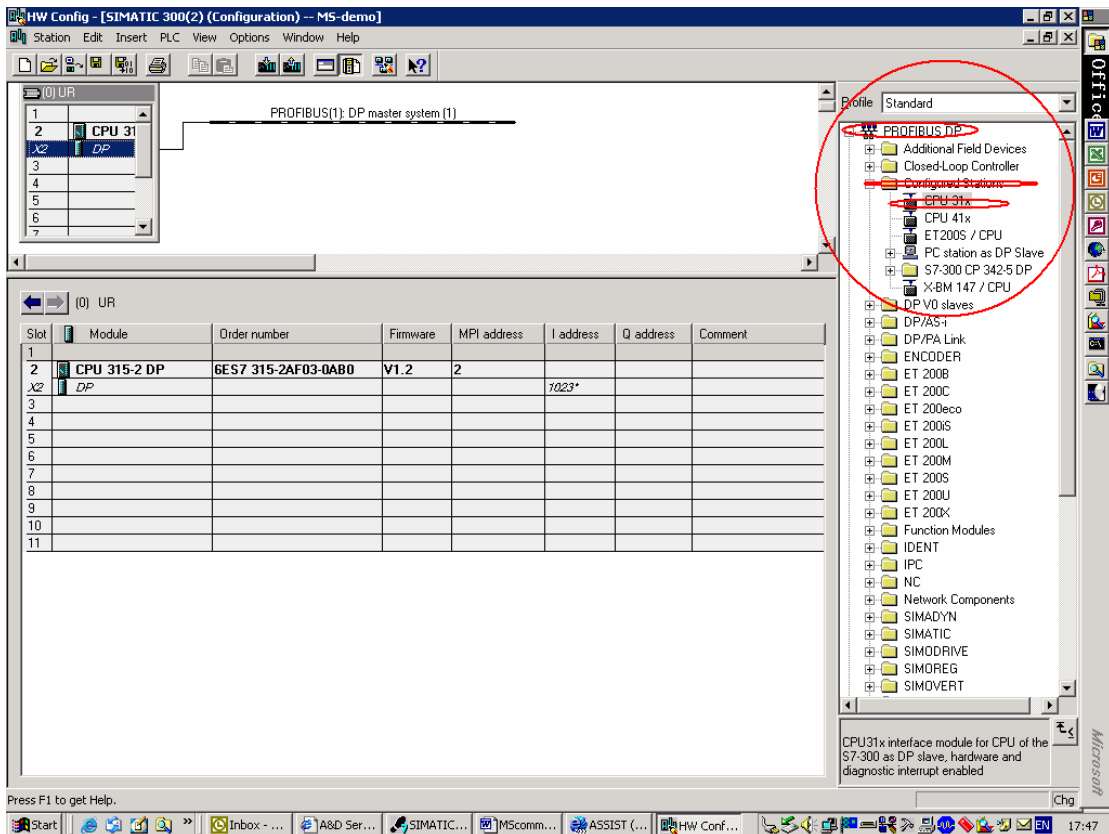 HW Config - [SIMATIC 300(2) (Configuration) -- MS-demo]
Station Edit Insert PLC View Options Window Help
(0) UR
1
2 CPU 31
X2 DP
3
4
5
6
7
PROFIBUS(1): DP master system (1)
Profile Standard
PROFIBUS DP
Additional Field Devices
Closed-Loop Controller
Configured Stations
CPU 31x
CPU 41x
ET200S / CPU
PC station as DP Slave
S7-300 CP 342-5 DP
X-BM 147 / CPU
DP V0 slaves
DP/AS-i
DP/PA Link
ENCODER
ET 200B
ET 200C
ET 200eco
ET 200iS
ET 200L
ET 200M
ET 200S
ET 200U
ET 200X
Function Modules
IDENT
IPC
NC
Network Components
SIMADYN
SIMATIC
SIMODRIVE
SIMOREG
SIMOVERT
CPU31x interface module for CPU of the
S7-300 as DP slave, hardware and
diagnostic interrupt enabled
(0) UR
Slot Module Order number Firmware MPI address I address Q address Comment
1
2 CPU 315-2 DP 6ES7 315-2AF03-0AB0 V1.2 2
X2 DP 1023*
3
4
5
6
7
8
9
10
11
Press F1 to get Help.
Chg
Office
Microsoft
Start » Inbox - ... A&D Ser... SIMATIC... MScomm... ASSIST (... HW Conf... EN 17:47